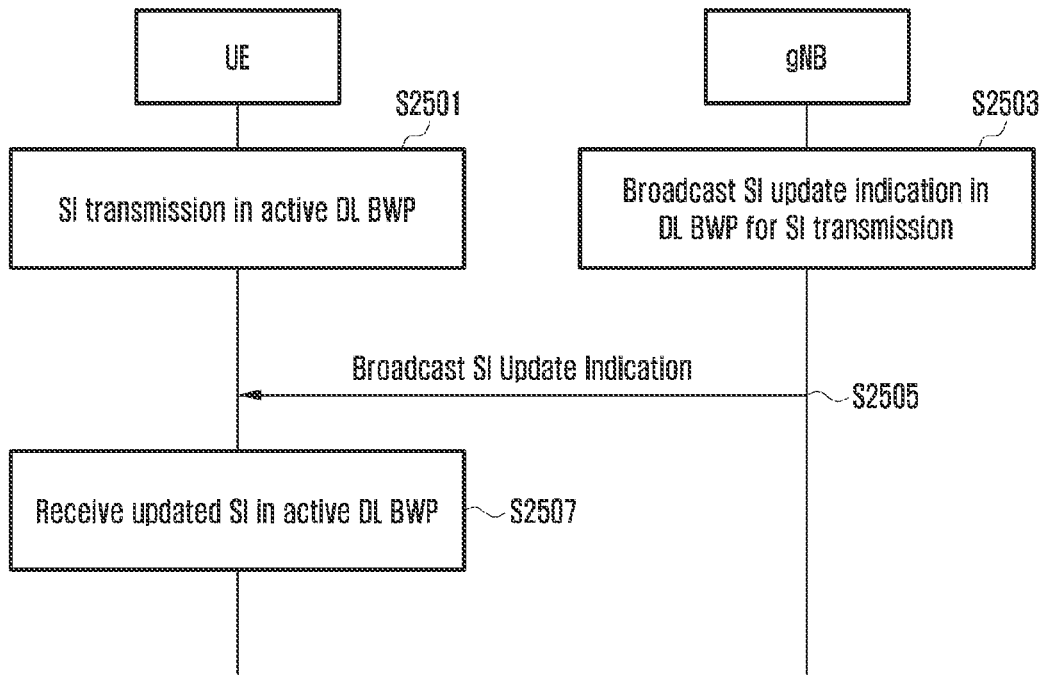 UE
gNB
S2501
S2503
SI transmission in active DL BWP
Broadcast SI update indication in
DL BWP for SI transmission
Broadcast SI Update Indication
S2505
Receive updated SI in active DL BWP
S2507